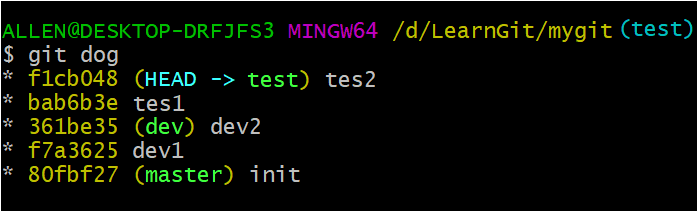 ALLEN@DESKTOP-DRFJFS3 MINGW64 /d/LearnGit/mygit (test)
$ git dog
* f1cb048 (HEAD -> test) tes2
* bab6b3e tes1
* 361be35 (dev) dev2
* f7a3625 dev1
* 80fbf27 (master) init